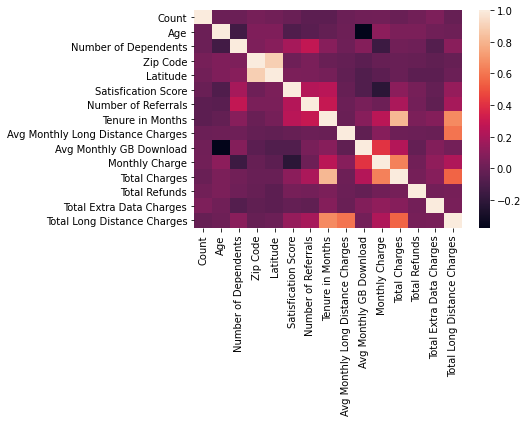 Count
Age
Number of Dependents
Zip Code
Latitude
Satisfication Score
Number of Referrals
Tenure in Months
Avg Monthly Long Distance Charges
Avg Monthly GB Download
Monthly Charge
Total Charges
Total Refunds
Total Extra Data Charges
Total Long Distance Charges
Count
Age
Number of Dependents
Zip Code
Latitude
Satisfication Score
Number of Referrals
Tenure in Months
Avg Monthly Long Distance Charges
Avg Monthly GB Download
Monthly Charge
Total Charges
Total Refunds
Total Extra Data Charges
Total Long Distance Charges
1.0
0.8
0.6
0.4
0.2
0.0
−0.2